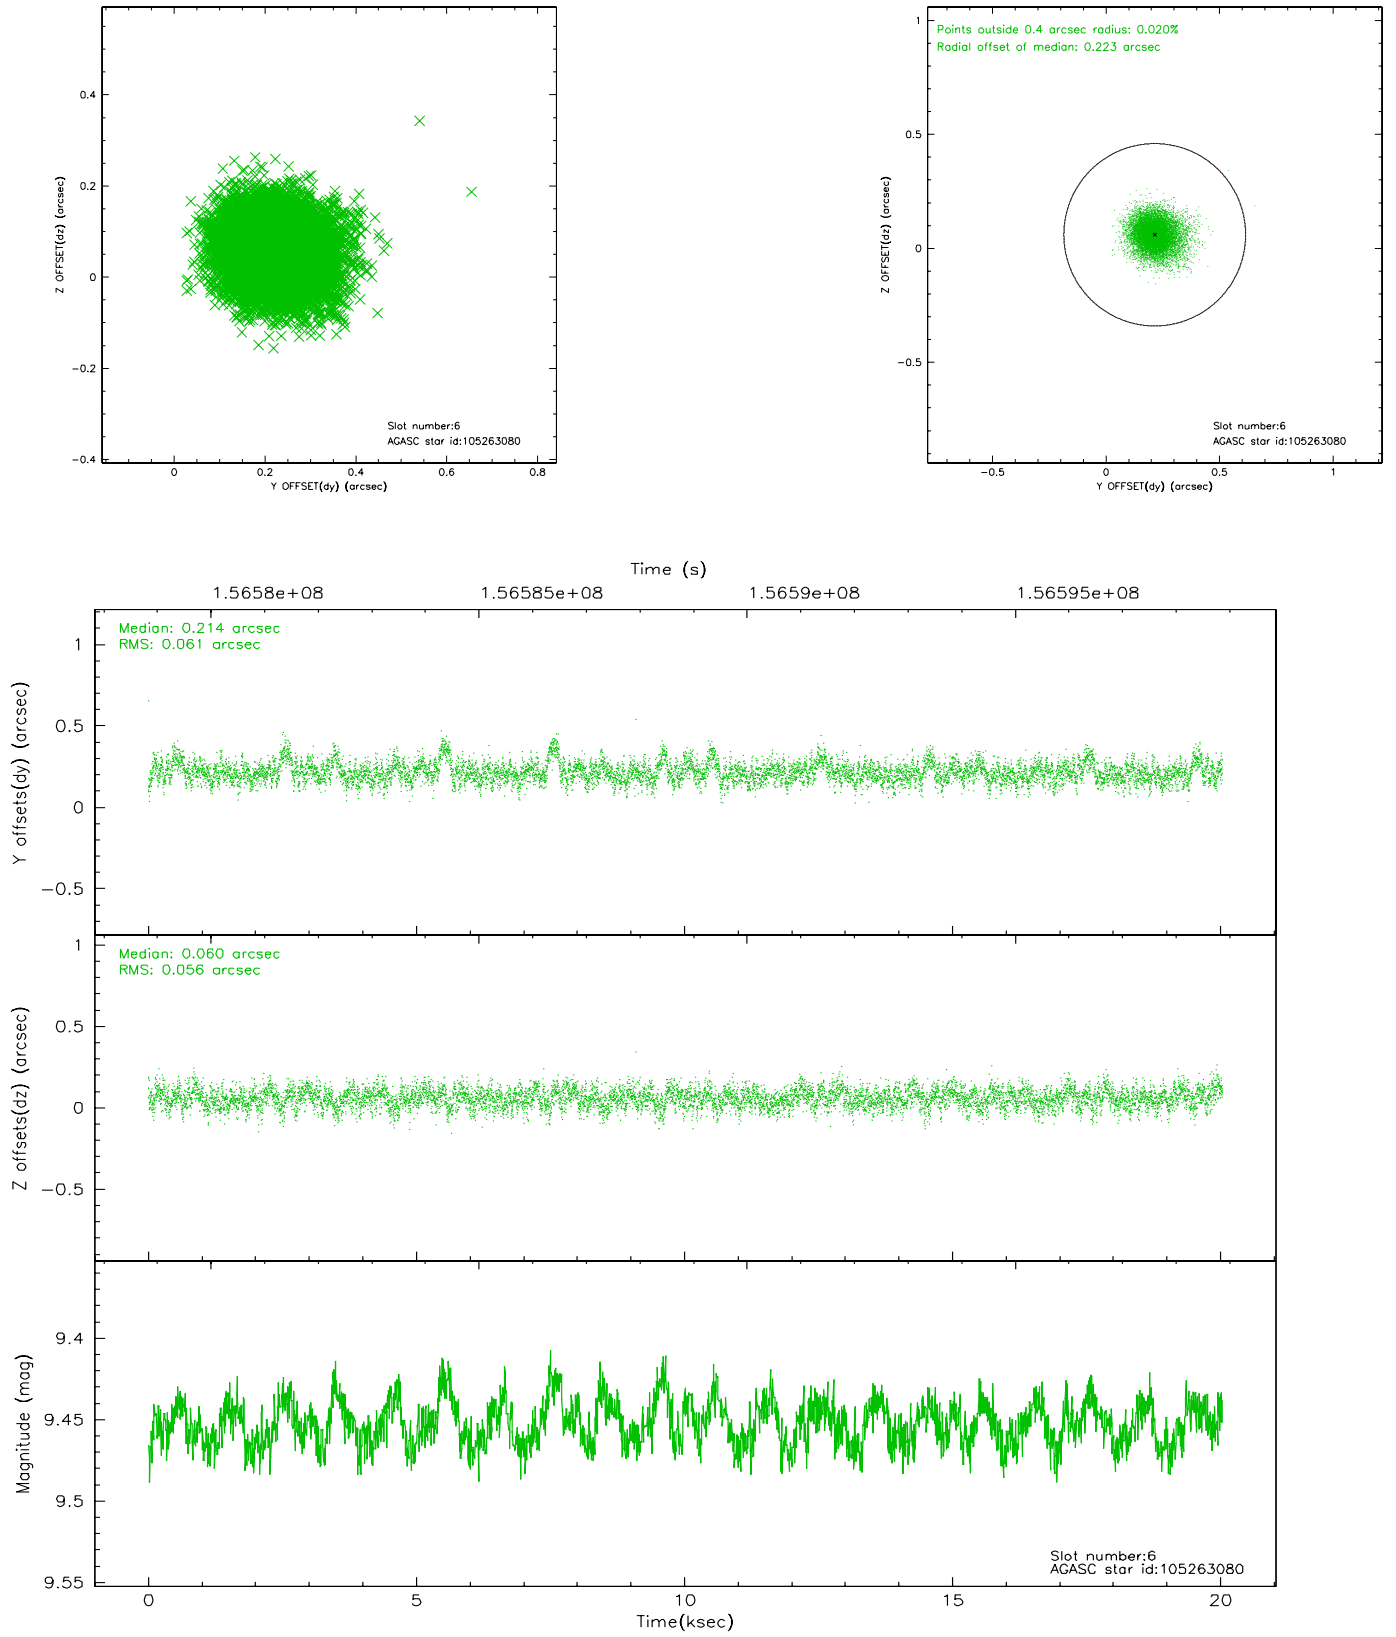 0.4
0.2
0
−0.2
−0.4
Z OFFSET(dz) (arcsec)
Slot number:6
AGASC star id:105263080
0 0.2 0.4 0.6 0.8
Y OFFSET(dy) (arcsec)
1
0.5
0
−0.5
Z OFFSET(dz) (arcsec)
Points outside 0.4 arcsec radius: 0.020%
Radial offset of median: 0.223 arcsec
Slot number:6
AGASC star id:105263080
−0.5 0 0.5 1
Y OFFSET(dy) (arcsec)
Time (s)
1.5658e+08 1.56585e+08 1.5659e+08 1.56595e+08
Median: 0.214 arcsec
RMS: 0.061 arcsec
1
0.5
0
−0.5
Y offsets(dy) (arcsec)
Median: 0.060 arcsec
RMS: 0.056 arcsec
1
0.5
0
−0.5
Z offsets(dz) (arcsec)
9.4
9.45
9.5
9.55
Magnitude (mag)
Slot number:6
AGASC star id:105263080
0 5 10 15 20
Time(ksec)